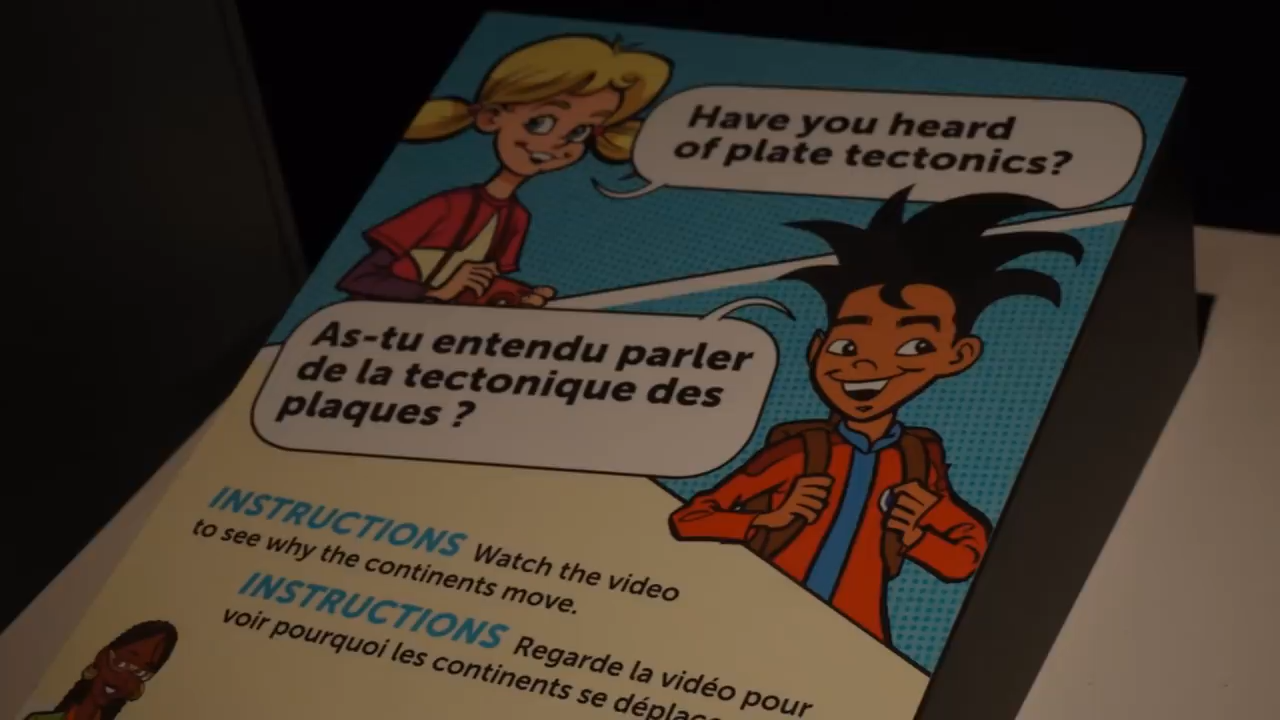 Have you heard
of plate tectonics?
As-tu entendu parler
de la tectonique des
plaques ?
INSTRUCTIONS Watch the video
to see why the continents move.
INSTRUCTIONS Regarde la vidéo pour
voir pourquoi les continents se